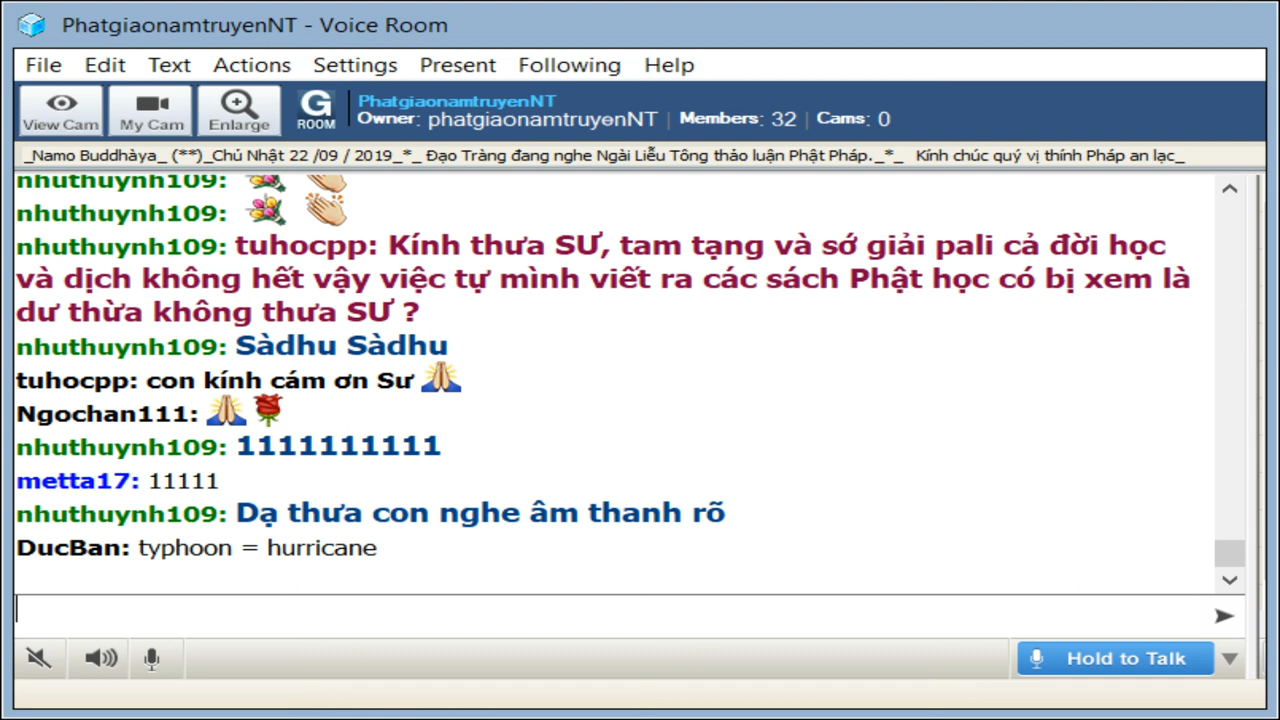 PhatgiaonamtruyenNT - Voice Room
File Edit Text Actions Settings Present Following Help
View Cam My Cam Enlarge G ROOM
PhatgiaonamtruyenNT
Owner: phatgiaonamtruyenNT | Members: 32 | Cams: 0
_Namo Buddhàya_ (**)_Chủ Nhật 22 /09 / 2019_*_ Đạo Tràng đang nghe Ngài Liễu Tông thảo luận Phật Pháp._*_ Kính chúc quý vị thính Pháp an lạc_
nhuthuynh109:
nhuthuynh109:
nhuthuynh109: tuhocpp: Kính thưa SƯ, tam tạng và sớ giải pali cả đời học
và dịch không hết vậy việc tự mình viết ra các sách Phật học có bị xem là
dư thừa không thưa SƯ ?
nhuthuynh109: Sàdhu Sàdhu
tuhocpp: con kính cám ơn Sư
Ngochan111:
nhuthuynh109: 1111111111
metta17: 11111
nhuthuynh109: Dạ thưa con nghe âm thanh rõ
DucBan: typhoon = hurricane
Hold to Talk